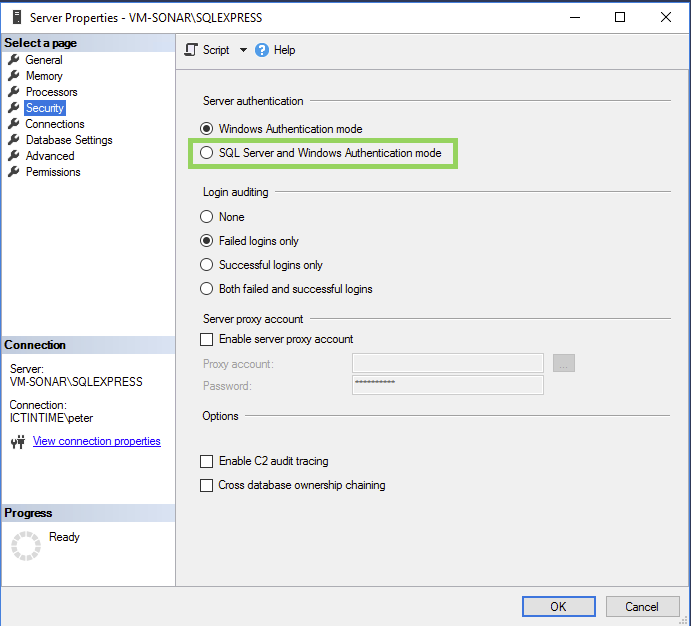 Server Properties - VM-SONAR\SQLEXPRESS
Select a page
General
Memory
Processors
Security
Connections
Database Settings
Advanced
Permissions
Connection
Server:
VM-SONAR\SQLEXPRESS
Connection:
ICTINTIME\peter
View connection properties
Progress
Ready
Script ? Help
Server authentication
Windows Authentication mode
SQL Server and Windows Authentication mode
Login auditing
None
Failed logins only
Successful logins only
Both failed and successful logins
Server proxy account
Enable server proxy account
Proxy account:
...
Password: **********
Options
Enable C2 audit tracing
Cross database ownership chaining
OK Cancel